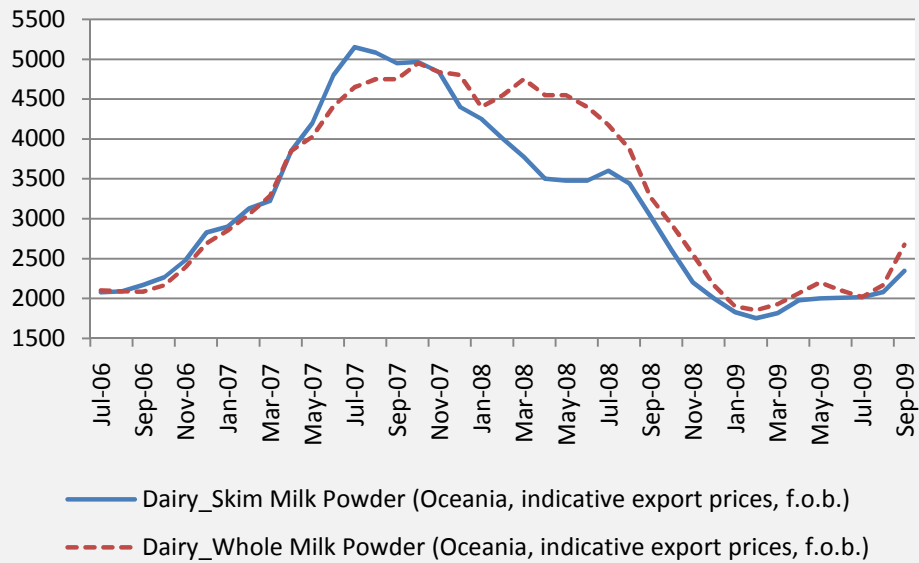 5500
5000
4500
4000
3500
3000
2500
2000
1500
Jul-06
Sep-06
Nov-06
Jan-07
Mar-07
May-07
Jul-07
Sep-07
Nov-07
Jan-08
Mar-08
May-08
Jul-08
Sep-08
Nov-08
Jan-09
Mar-09
May-09
Jul-09
Sep-09
Dairy_Skim Milk Powder (Oceania, indicative export prices, f.o.b.)
Dairy_Whole Milk Powder (Oceania, indicative export prices, f.o.b.)